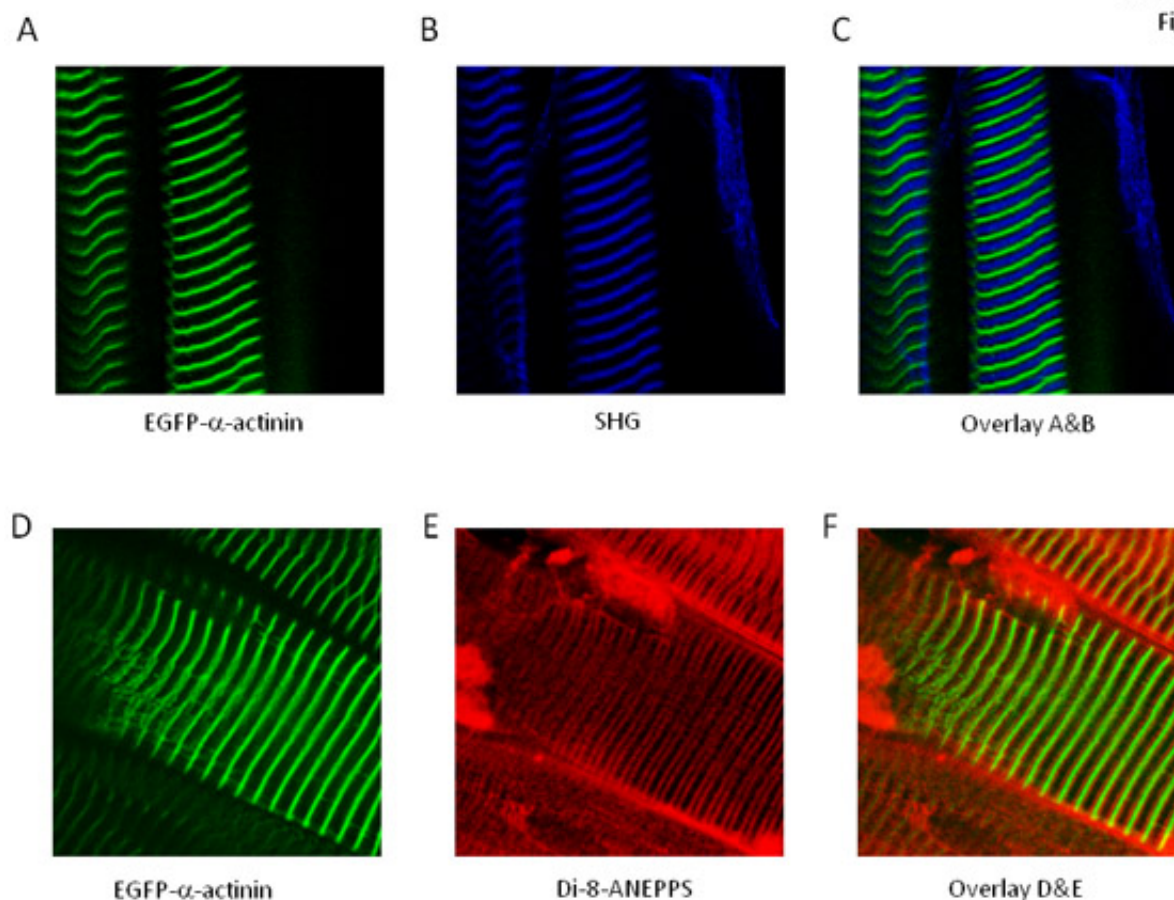 A
B
C
Fi
EGFP-α-actinin
SHG
Overlay A&B
D
E
F
EGFP-α-actinin
Di-8-ANEPPS
Overlay D&E